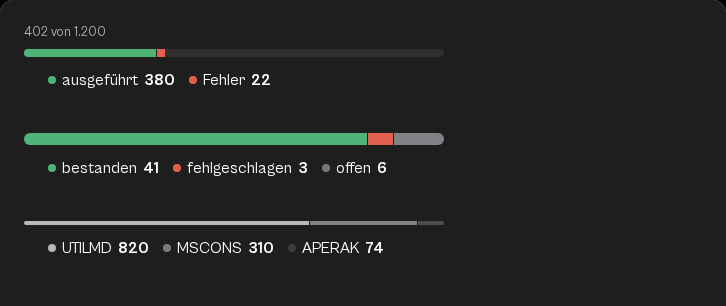 402 von 1.200
ausgeführt 380 Fehler 22
bestanden 41 fehlgeschlagen 3 offen 6
UTILMD 820 MSCONS 310 APERAK 74